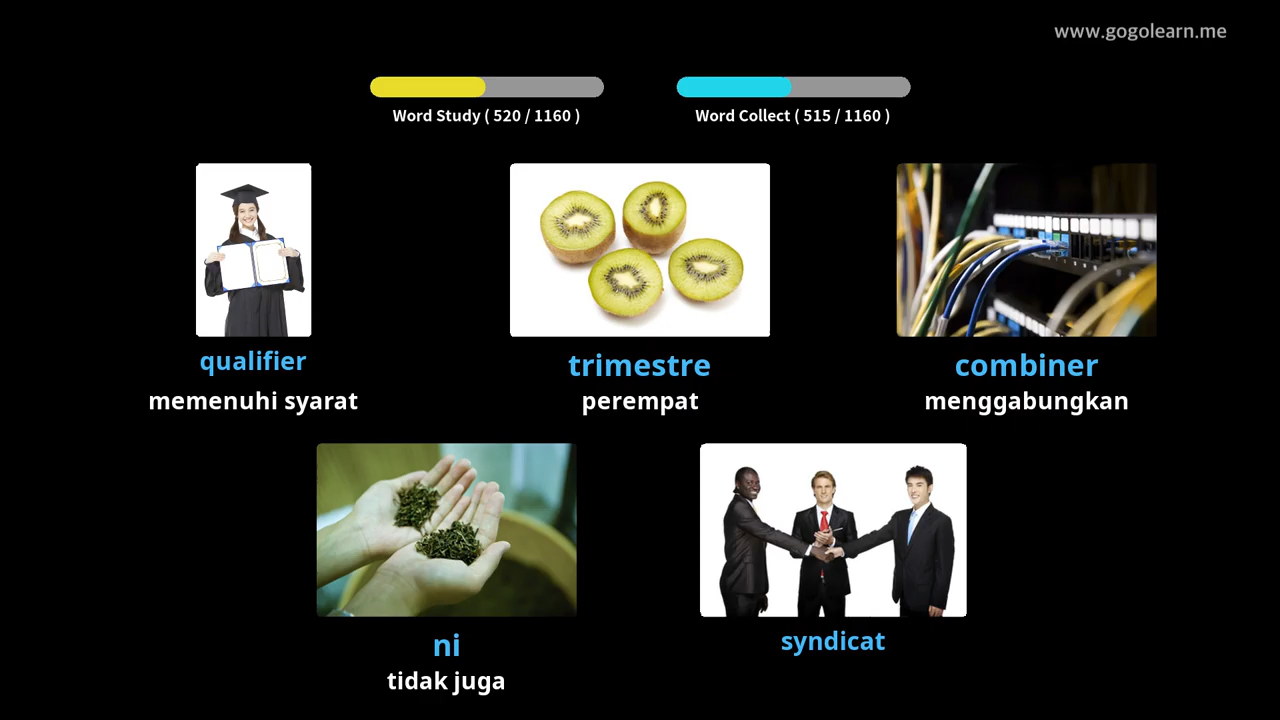 www.gogolearn.me
Word Study ( 520 / 1160 )
Word Collect ( 515 / 1160 )
qualifier
memenuhi syarat
trimestre
perempat
combiner
menggabungkan
ni
tidak juga
syndicat